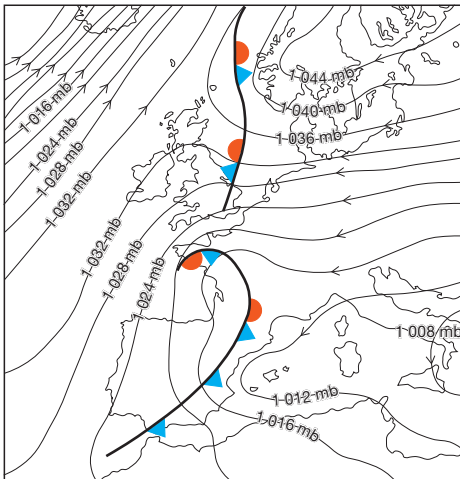 1 044 mb
1 040 mb
1 036 mb
1 016 mb
1 024 mb
1 028 mb
1 032 mb
1 032 mb
1 028 mb
1 024 mb
1 008 mb
1 012 mb
1 016 mb